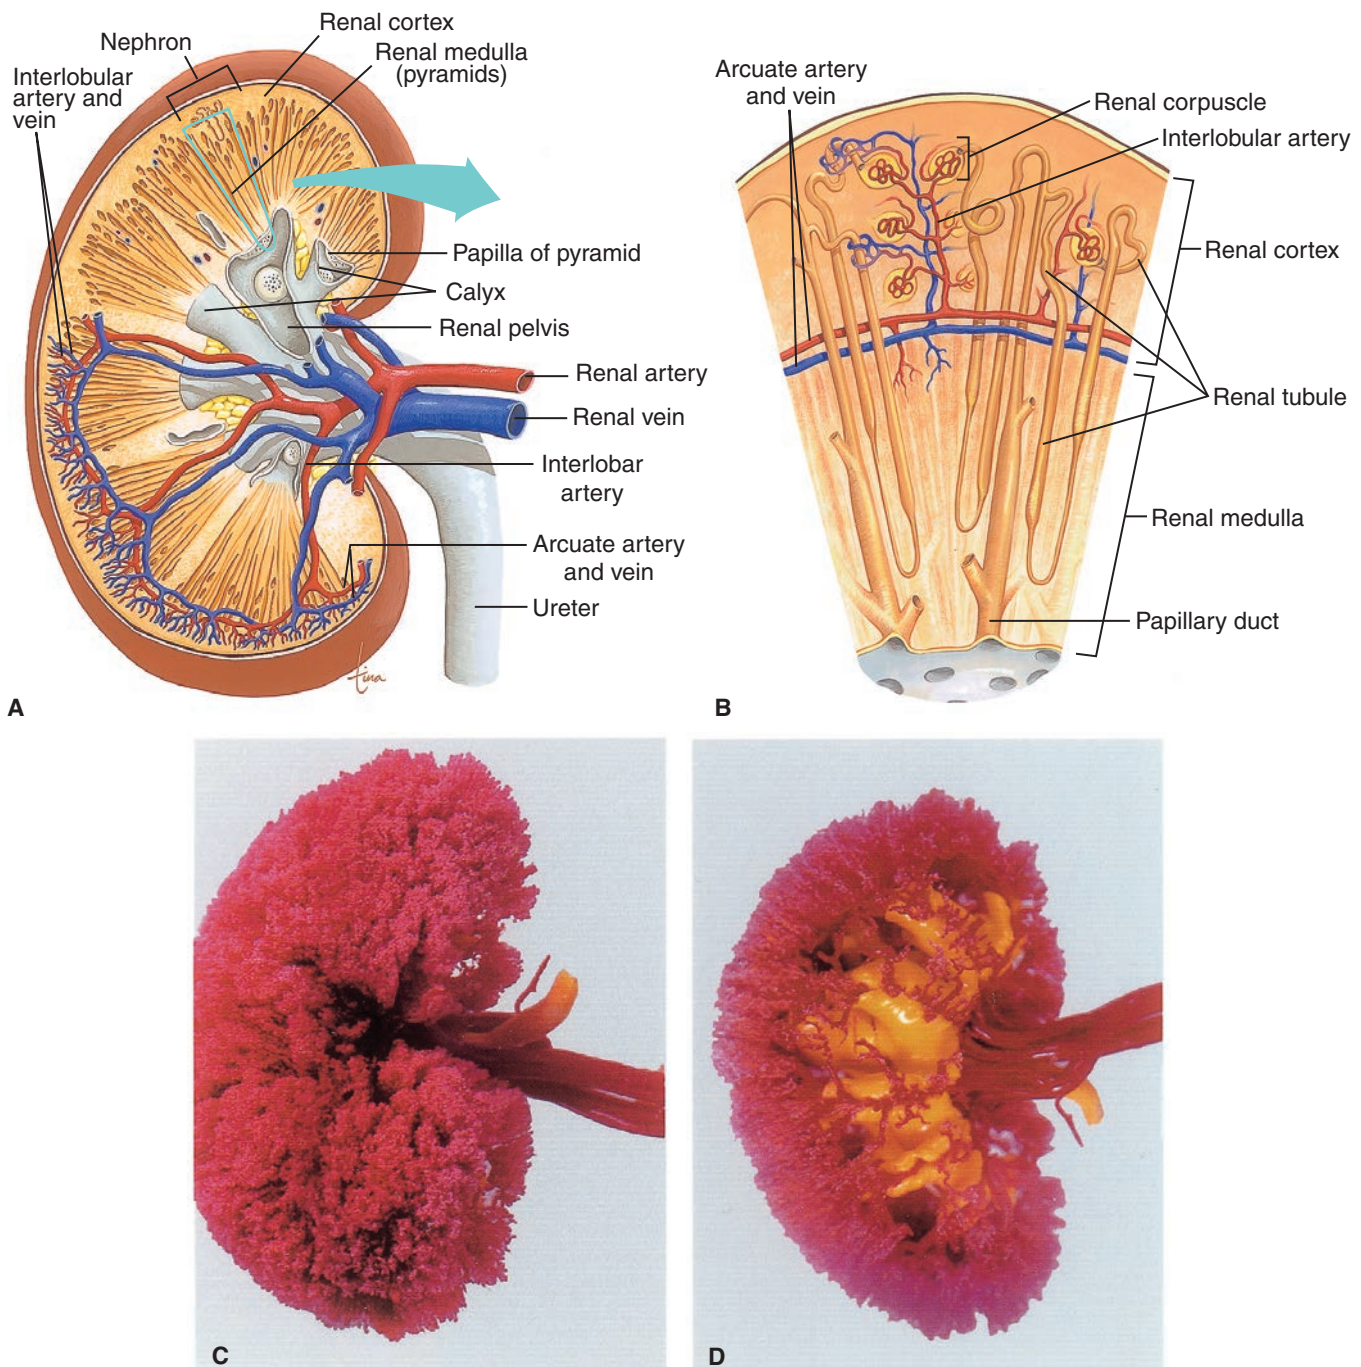 Renal cortex
Nephron
Renal medulla
(pyramids)
Interlobular
artery and
vein
Papilla of pyramid
Calyx
Renal pelvis
Renal artery
Renal vein
Interlobar
artery
Arcuate artery
and vein
Ureter
Tina
A
Arcuate artery
and vein
Renal corpuscle
Interlobular artery
Renal cortex
Renal tubule
Renal medulla
Papillary duct
B
C
D